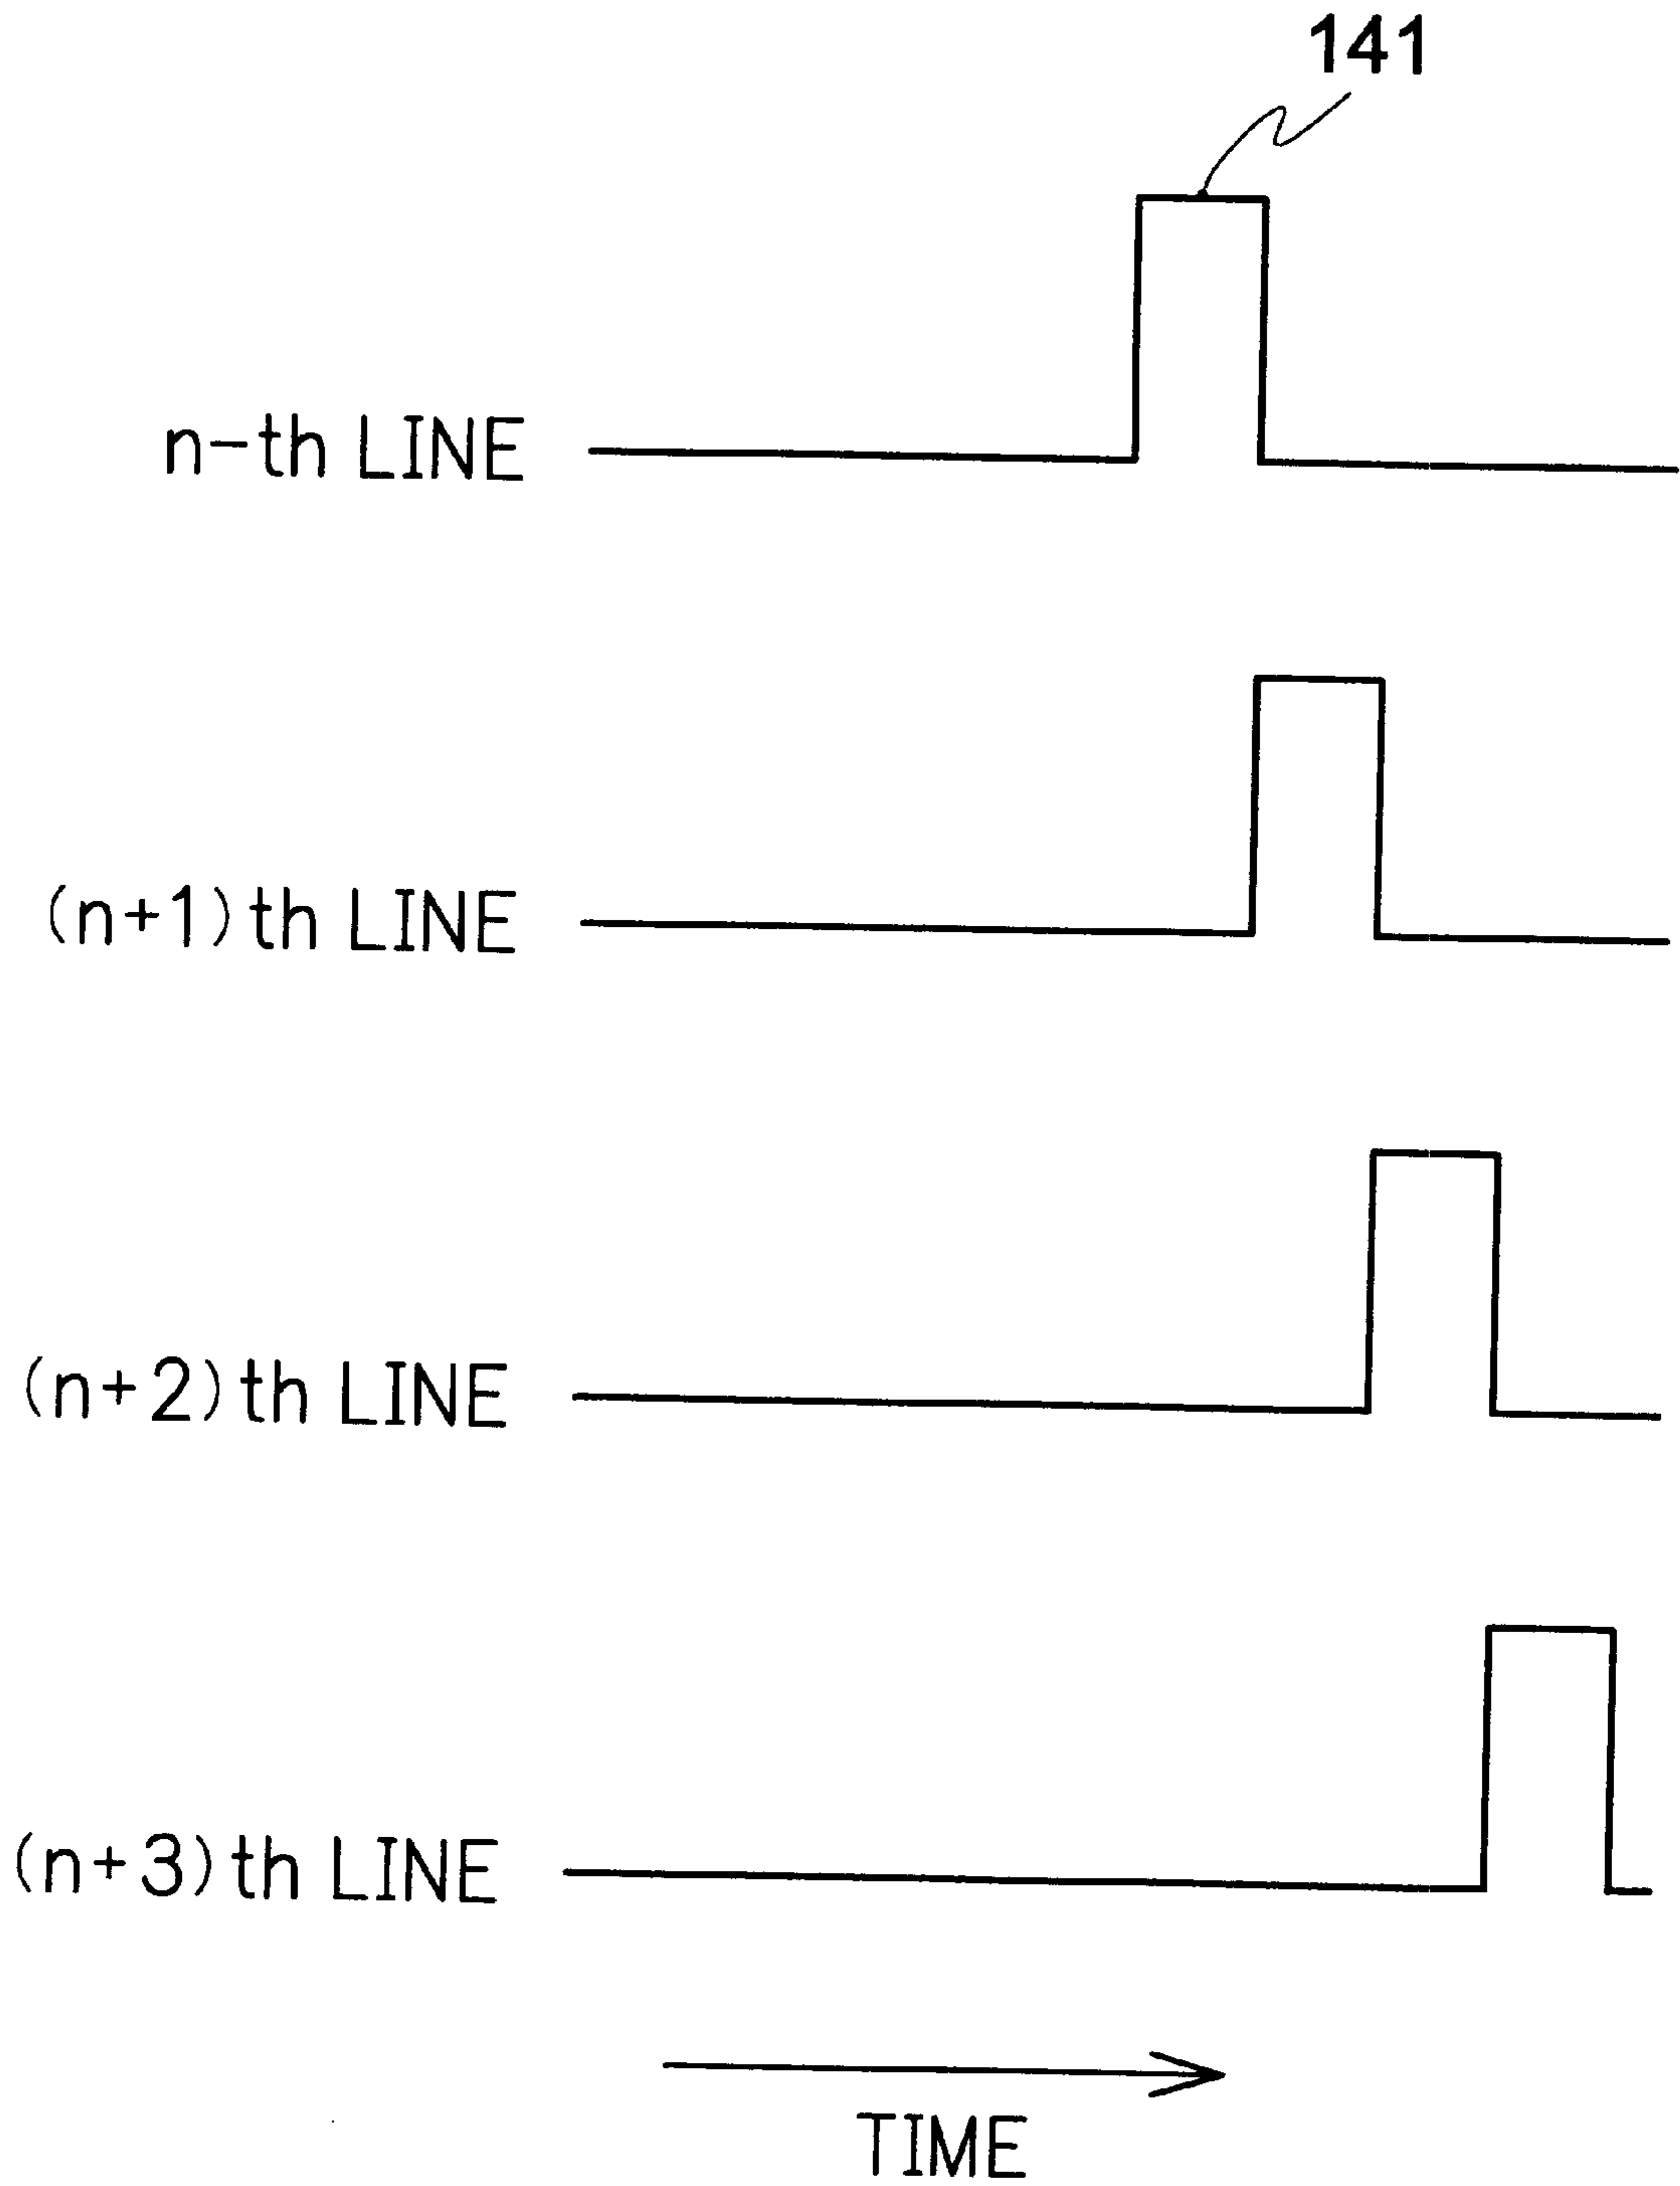 141
n-th LINE
(n+1)th LINE
(n+2)th LINE
(n+3)th LINE
TIME